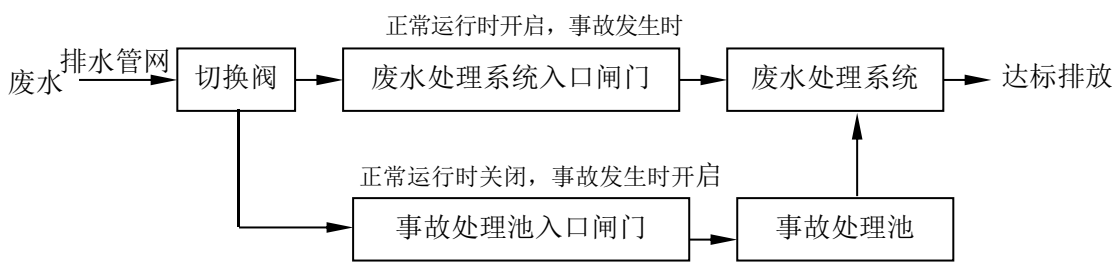 正常运行时开启，事故发生时
废水
排水管网
切换阀
废水处理系统入口闸门
废水处理系统
达标排放
正常运行时关闭，事故发生时开启
事故处理池入口闸门
事故处理池